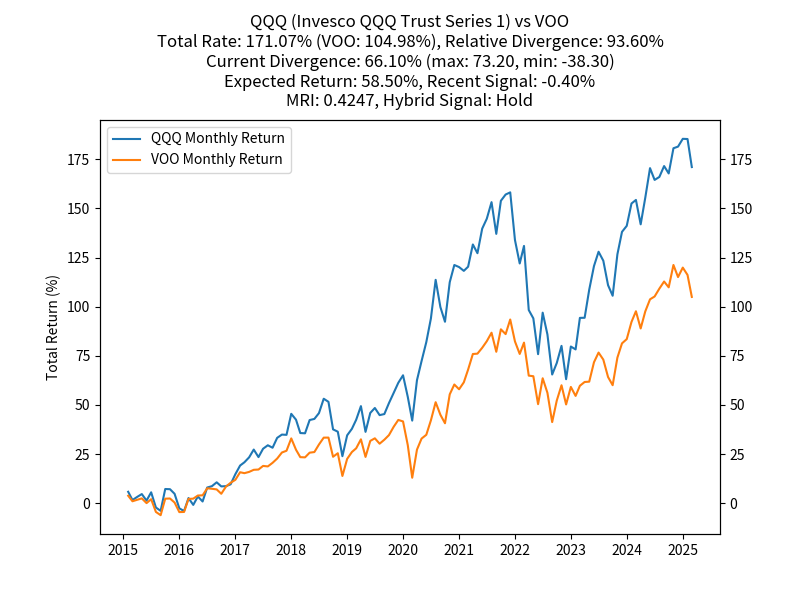 QQQ (Invesco QQQ Trust Series 1) vs VOO
Total Rate: 171.07% (VOO: 104.98%), Relative Divergence: 93.60%
Current Divergence: 66.10% (max: 73.20, min: -38.30)
Expected Return: 58.50%, Recent Signal: -0.40%
MRI: 0.4247, Hybrid Signal: Hold
QQQ Monthly Return
VOO Monthly Return
Total Return (%)
175
150
125
100
75
50
25
0
175
150
125
100
75
50
25
0
2015 2016 2017 2018 2019 2020 2021 2022 2023 2024 2025